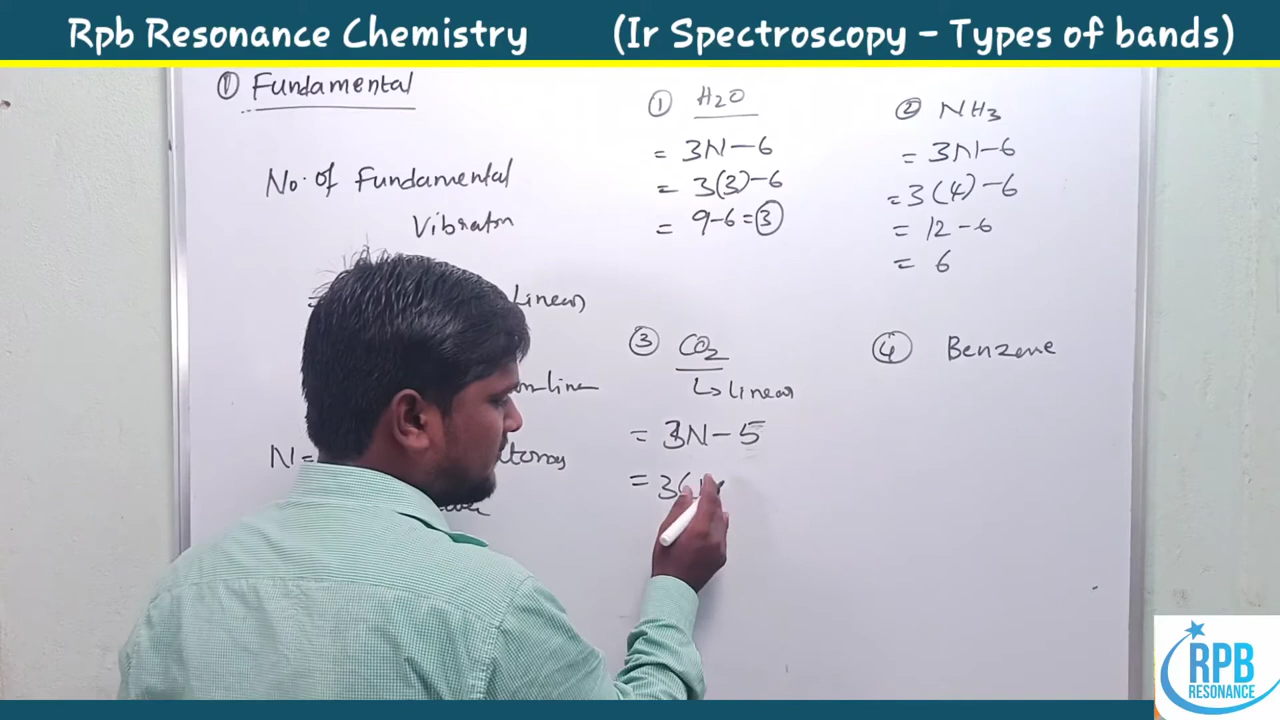 Rpb Resonance Chemistry (Ir Spectroscopy - Types of bands)
① Fundamental
No. of Fundamental
Vibration
Linear
N=
① H2O
= 3N-6
= 3(3)-6
= 9-6=3
② NH3
= 3N-6
=3(4)-6
= 12-6
= 6
③ CO2
↳ linear
= 3N-5
= 3(
④ Benzene
RPB
RESONANCE